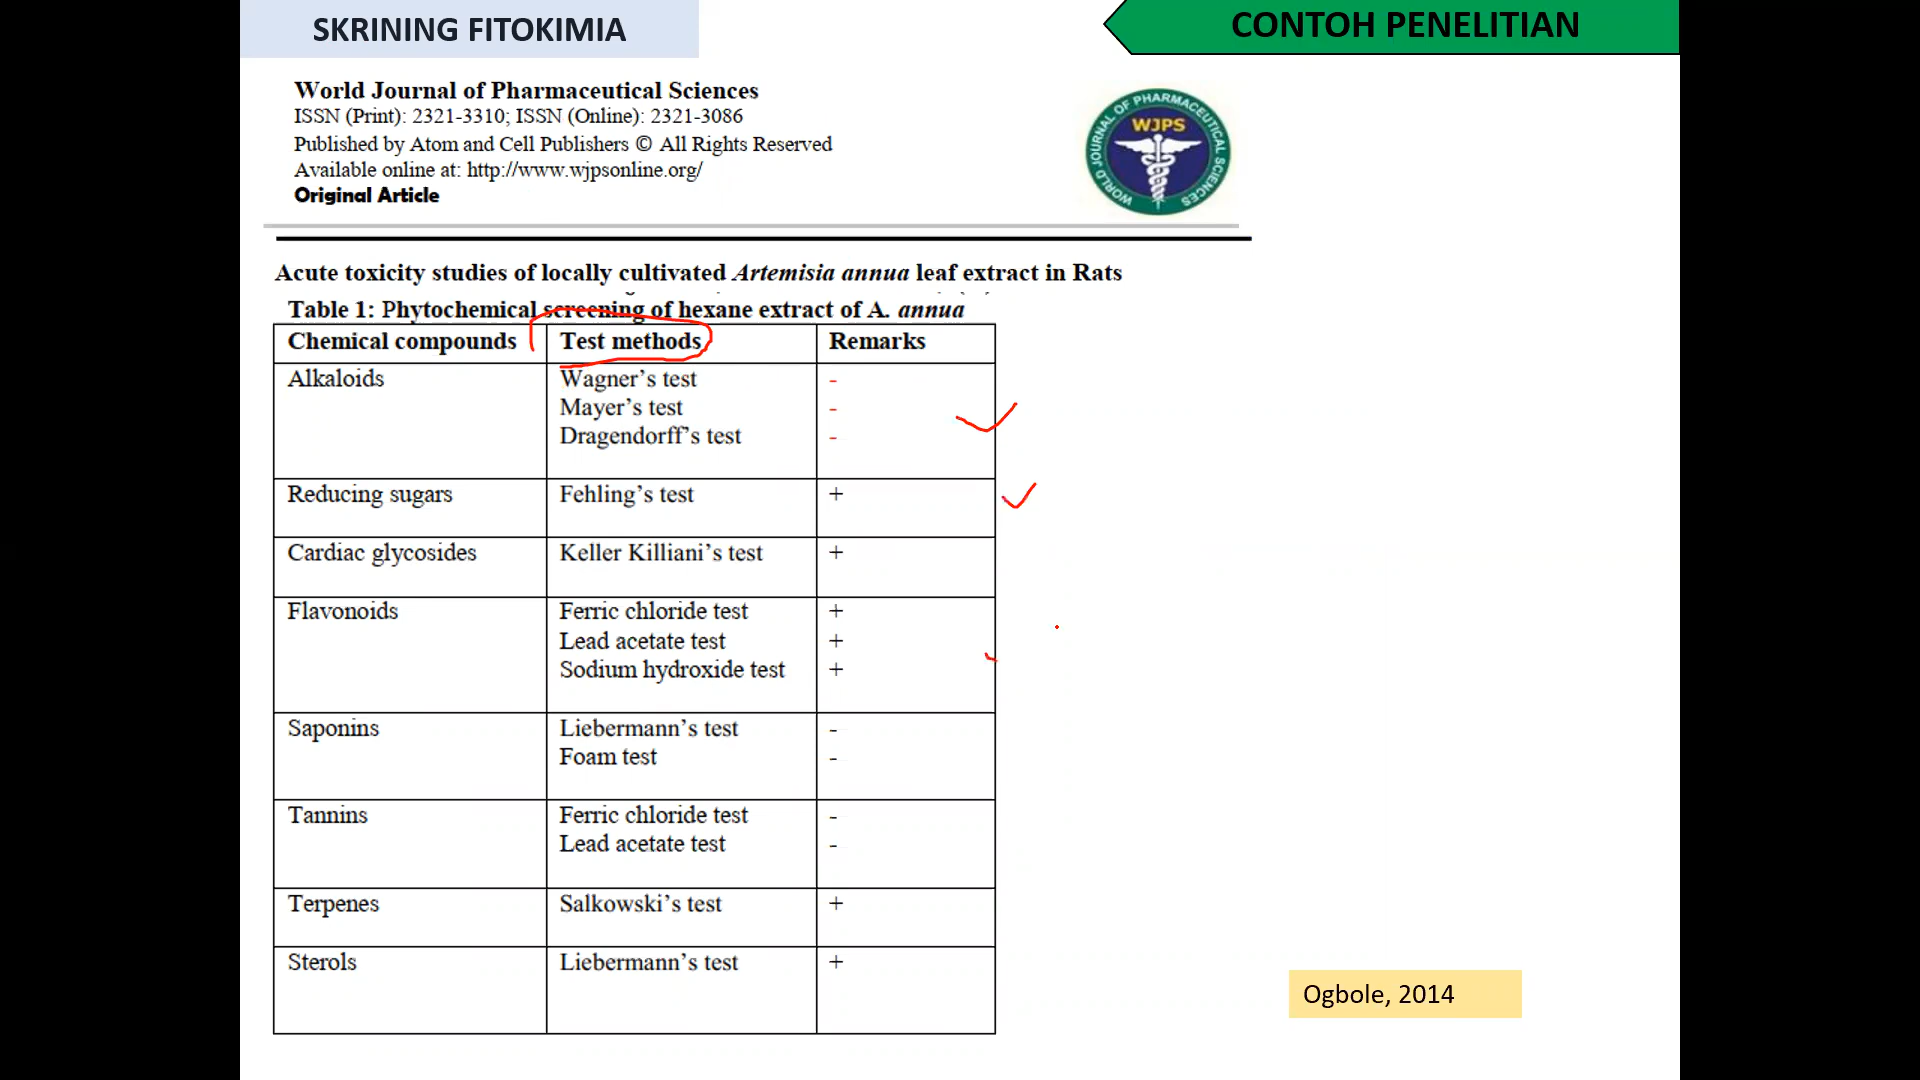 SKRINING FITOKIMIA
CONTOH PENELITIAN
World Journal of Pharmaceutical Sciences
ISSN (Print): 2321-3310; ISSN (Online): 2321-3086
Published by Atom and Cell Publishers © All Rights Reserved
Available online at: http://www.wjpsonline.org/
Original Article
WORLD JOURNAL OF PHARMACEUTICAL SCIENCES
WJPS
Acute toxicity studies of locally cultivated Artemisia annua leaf extract in Rats
Table 1: Phytochemical screening of hexane extract of A. annua
Chemical compounds Test methods Remarks
Alkaloids Wagner’s test -
Mayer’s test -
Dragendorff’s test -
Reducing sugars Fehling’s test +
Cardiac glycosides Keller Killiani’s test +
Flavonoids Ferric chloride test +
Lead acetate test +
Sodium hydroxide test +
Saponins Liebermann’s test -
Foam test -
Tannins Ferric chloride test -
Lead acetate test -
Terpenes Salkowski’s test +
Sterols Liebermann’s test +
Ogbole, 2014